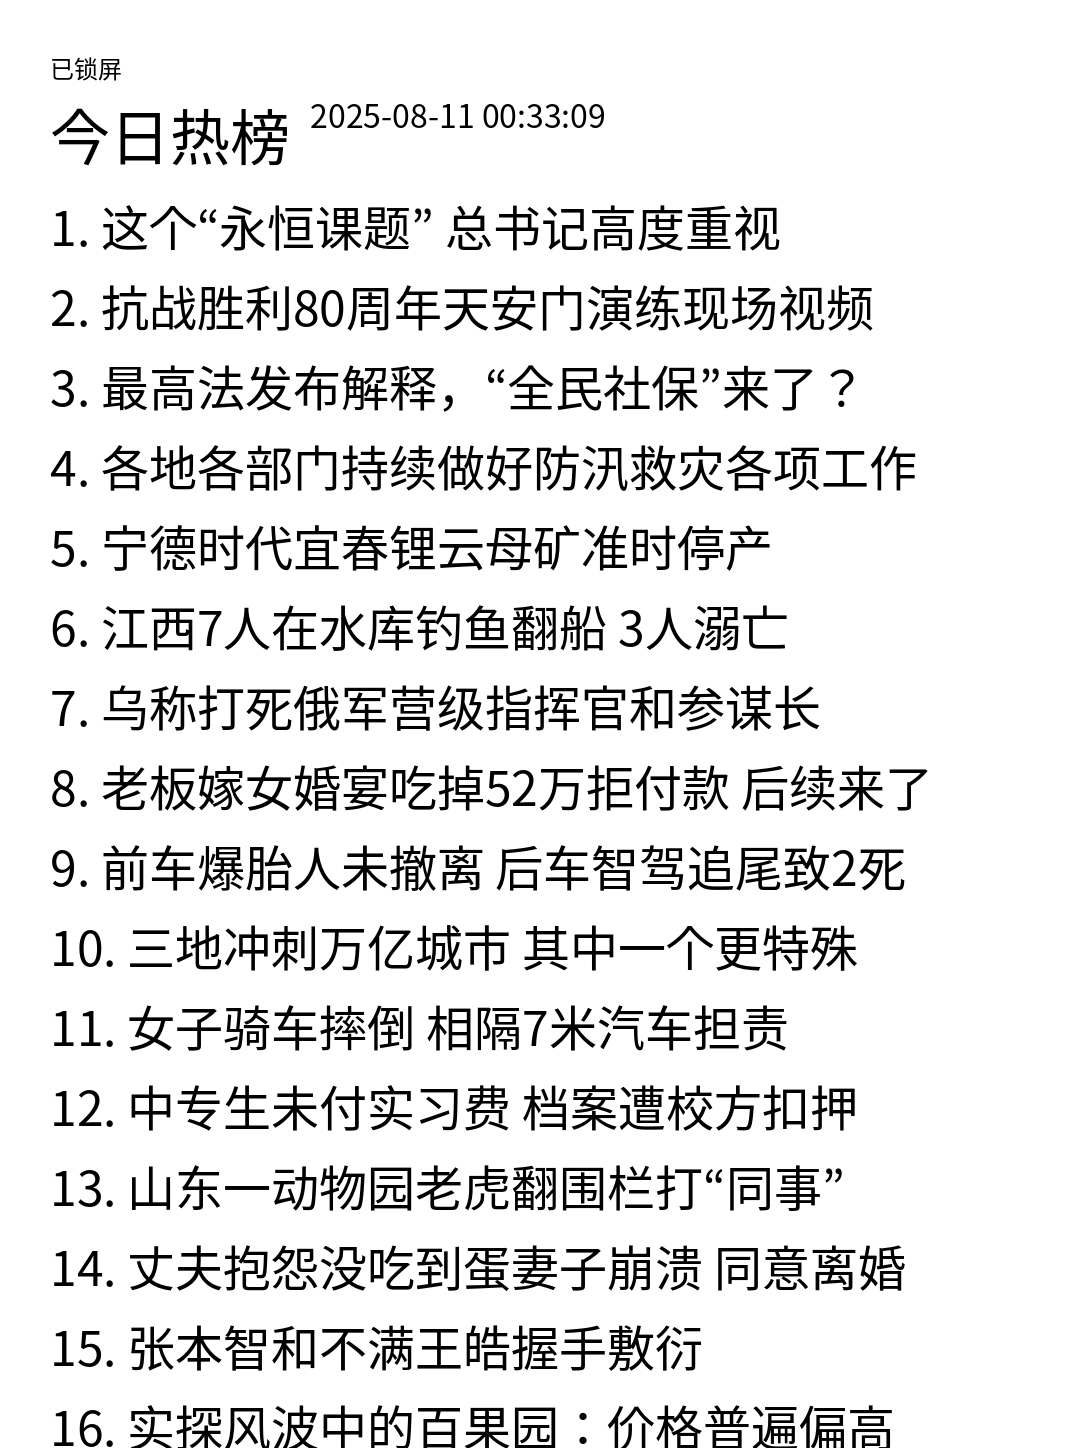 已锁屏
今日热榜 2025-08-11 00:33:09
1. 这个“永恒课题” 总书记高度重视
2. 抗战胜利80周年天安门演练现场视频
3. 最高法发布解释，“全民社保”来了？
4. 各地各部门持续做好防汛救灾各项工作
5. 宁德时代宜春锂云母矿准时停产
6. 江西7人在水库钓鱼翻船 3人溺亡
7. 乌称打死俄军营级指挥官和参谋长
8. 老板嫁女婚宴吃掉52万拒付款 后续来了
9. 前车爆胎人未撤离 后车智驾追尾致2死
10. 三地冲刺万亿城市 其中一个更特殊
11. 女子骑车摔倒 相隔7米汽车担责
12. 中专生未付实习费 档案遭校方扣押
13. 山东一动物园老虎翻围栏打“同事”
14. 丈夫抱怨没吃到蛋妻子崩溃 同意离婚
15. 张本智和不满王皓握手敷衍
16. 实探风波中的百果园：价格普遍偏高